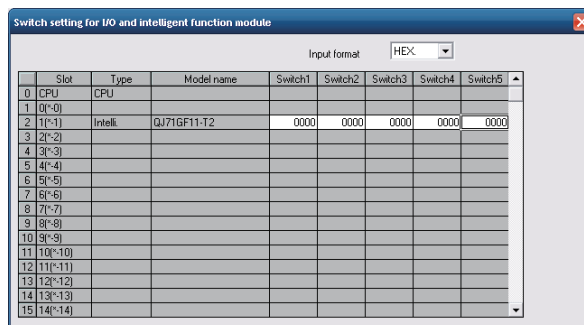 Switch setting for I/O and intelligent function module
Input format HEX.
Slot Type Model name Switch1 Switch2 Switch3 Switch4 Switch5
0 CPU CPU
1 0(*-0)
2 1(*-1) Intelli. QJ71GF11-T2 0000 0000 0000 0000 0000
3 2(*-2)
4 3(*-3)
5 4(*-4)
6 5(*-5)
7 6(*-6)
8 7(*-7)
9 8(*-8)
10 9(*-9)
11 10(*-10)
12 11(*-11)
13 12(*-12)
14 13(*-13)
15 14(*-14)